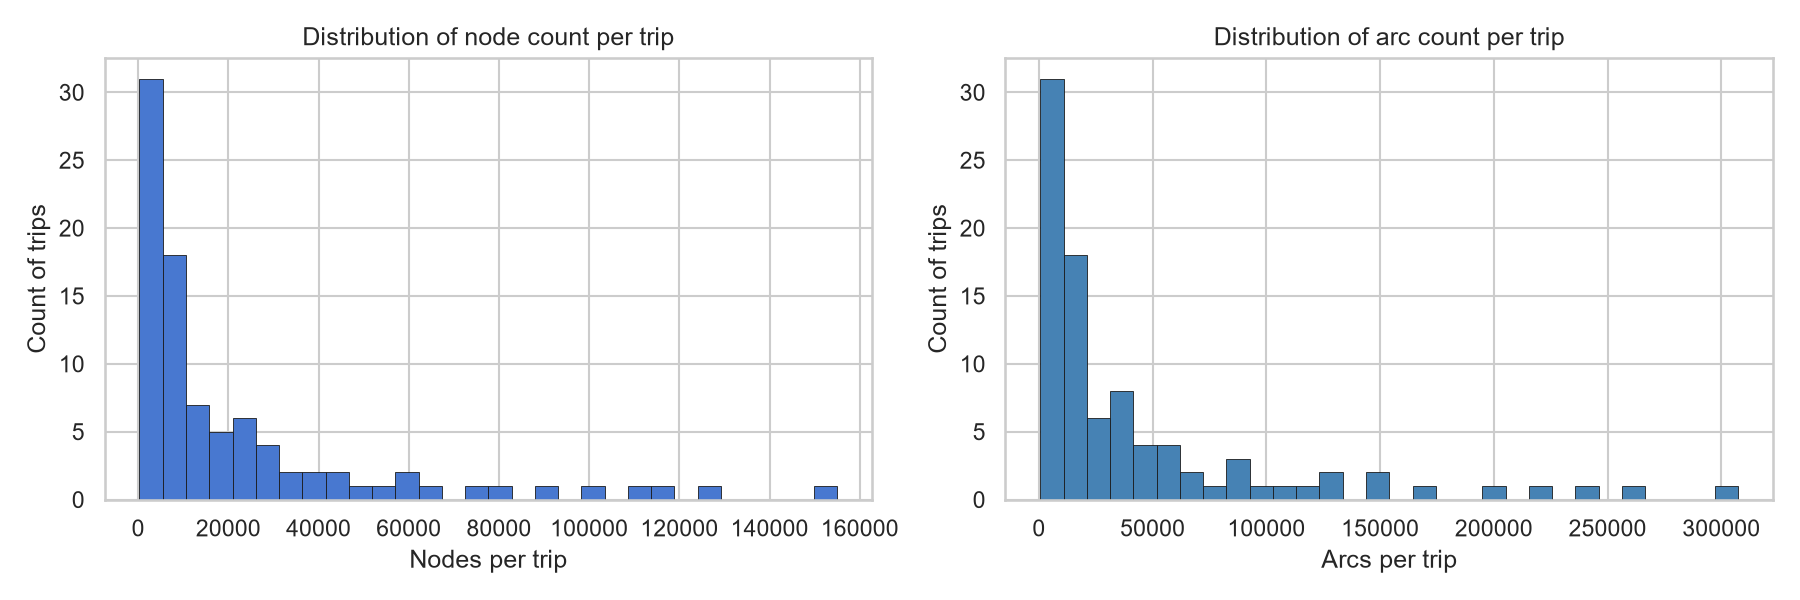 Distribution of node count per trip
30
25
20
15
10
5
0
Count of trips
0 20000 40000 60000 80000 100000 120000 140000 160000
Nodes per trip
Distribution of arc count per trip
30
25
20
15
10
5
0
Count of trips
0 50000 100000 150000 200000 250000 300000
Arcs per trip